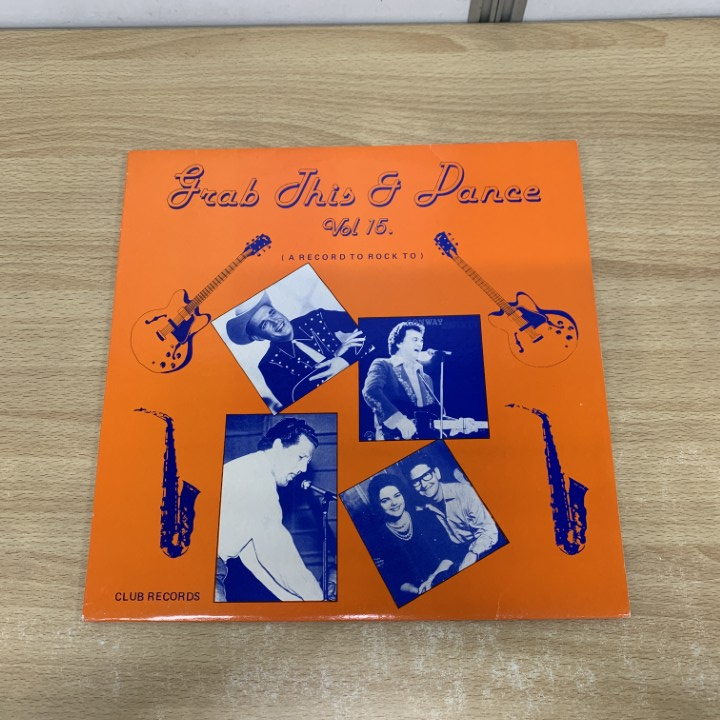 Grab This & Dance
Vol 15.
( A RECORD TO ROCK TO )
CONWAY
CLUB RECORDS